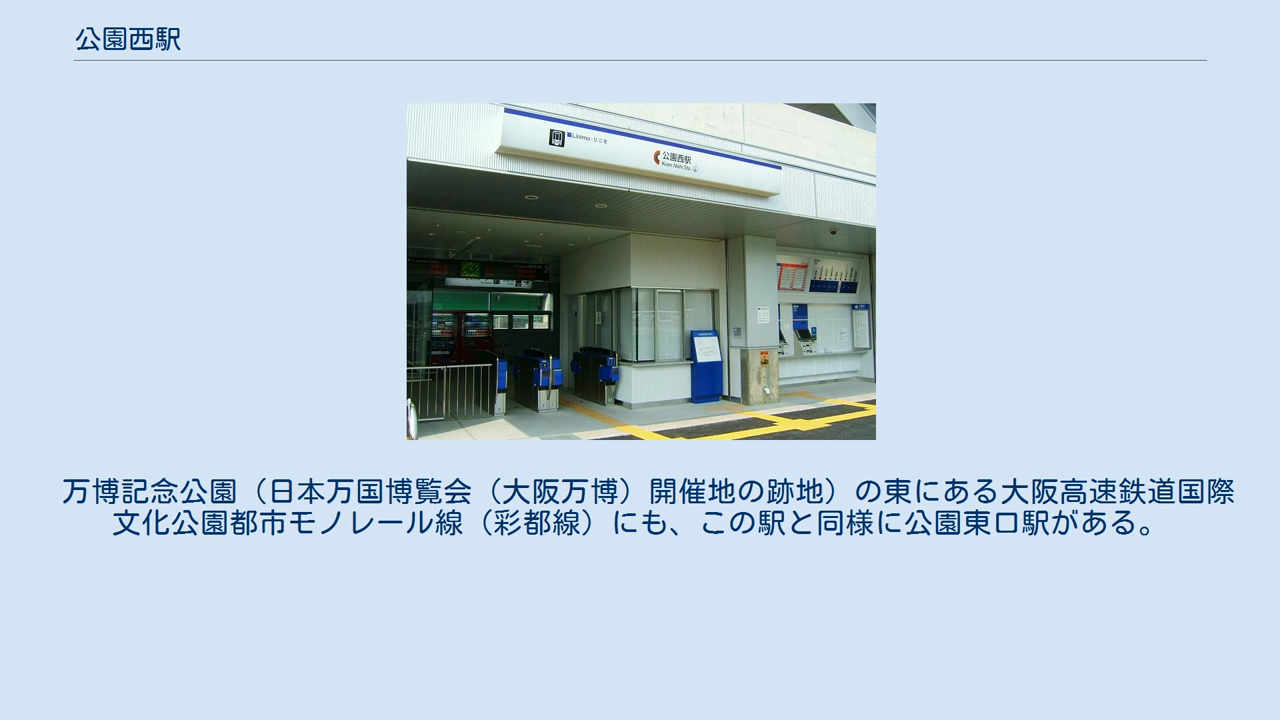 公園西駅
Linimo-リニモ
公園西駅
Koen Nishi Sta.
2
万博記念公園（日本万国博覧会（大阪万博）開催地の跡地）の東にある大阪高速鉄道国際
文化公園都市モノレール線（彩都線）にも、この駅と同様に公園東口駅がある。